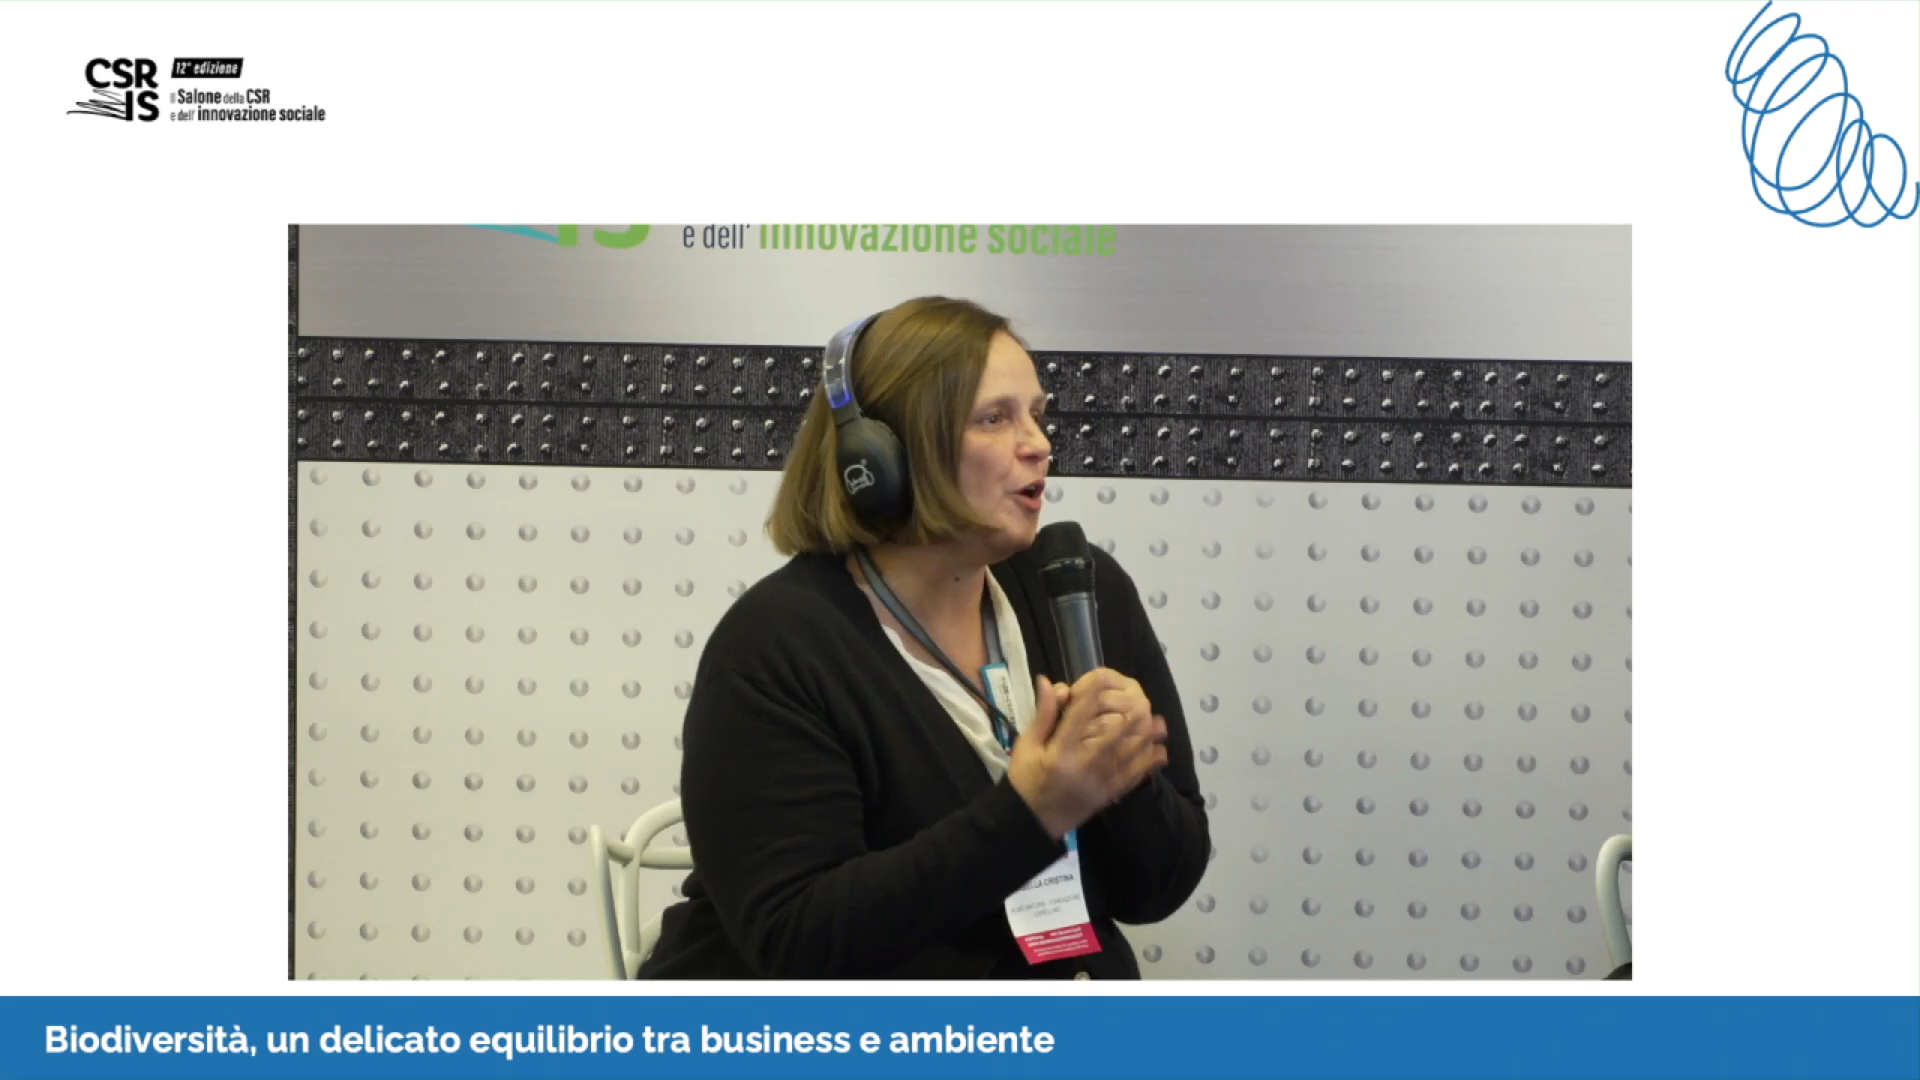 CSR
IS
12ª edizione
Il Salone della CSR
e dell'innovazione sociale
e dell'innovazione sociale
CRISTINA
Biodiversità, un delicato equilibrio tra business e ambiente